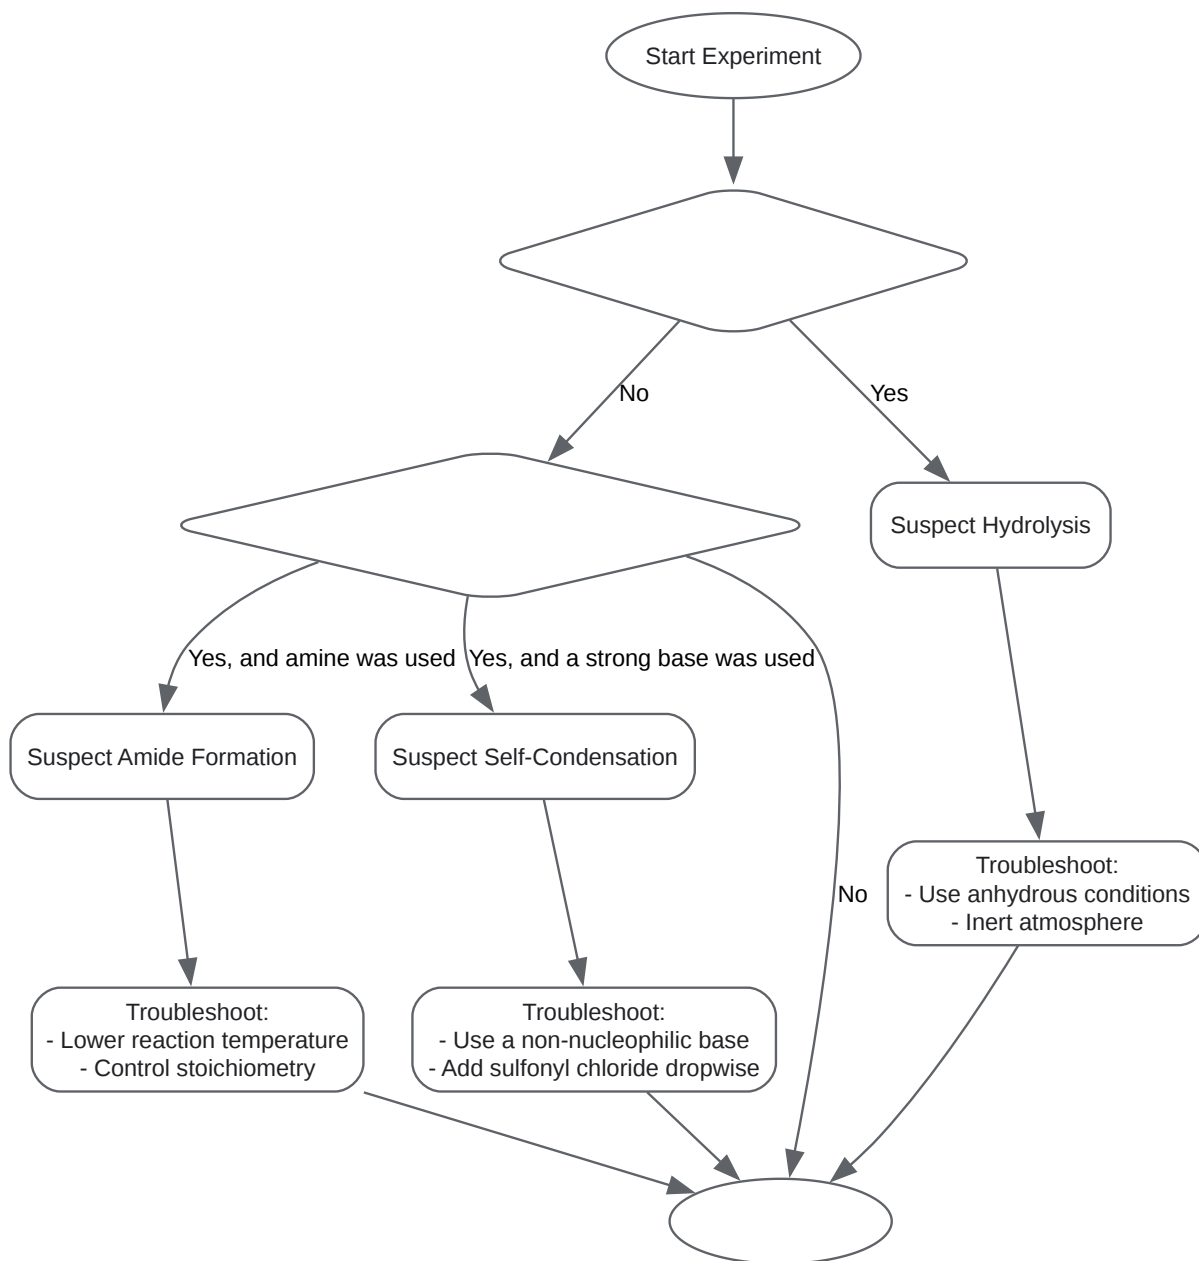 Start Experiment
No
Yes
Suspect Hydrolysis
Yes, and amine was used
Yes, and a strong base was used
Suspect Amide Formation
Suspect Self-Condensation
No
Troubleshoot:
- Use anhydrous conditions
- Inert atmosphere
Troubleshoot:
- Lower reaction temperature
- Control stoichiometry
Troubleshoot:
- Use a non-nucleophilic base
- Add sulfonyl chloride dropwise